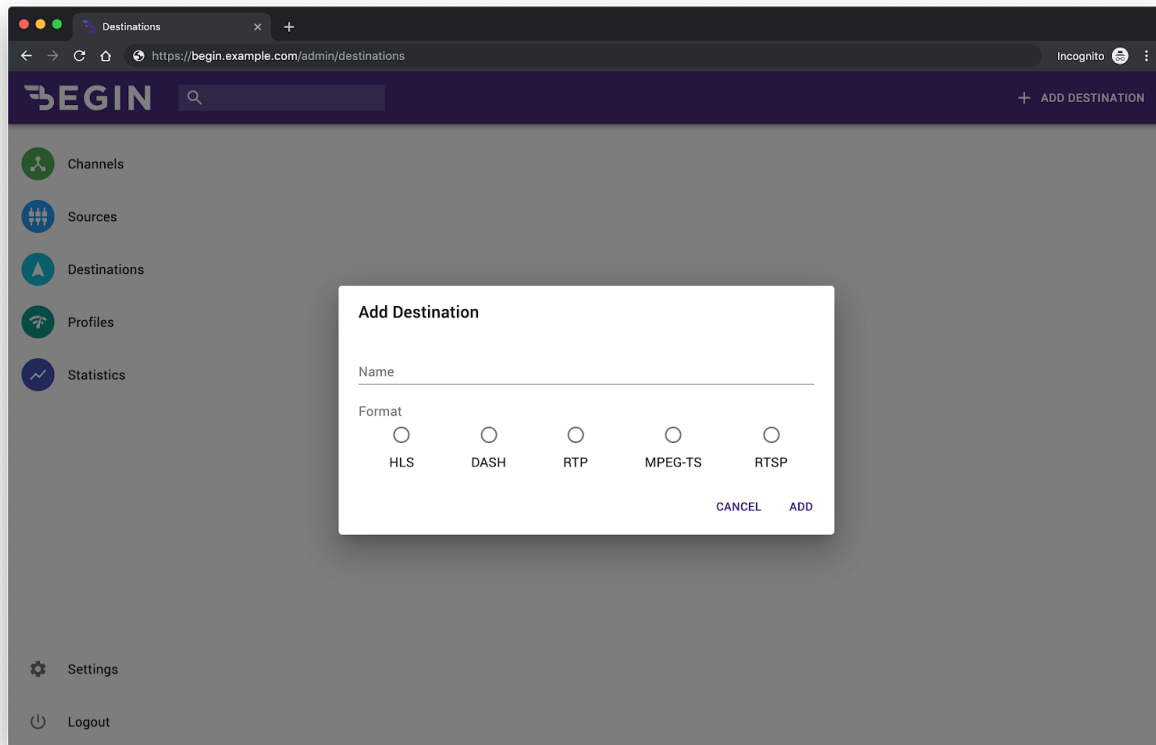 Destinations
https://begin.example.com/admin/destinations
Incognito
BEGIN
ADD DESTINATION
Channels
Sources
Destinations
Profiles
Statistics
Add Destination
Name
Format
HLS DASH RTP MPEG-TS RTSP
CANCEL ADD
Settings
Logout